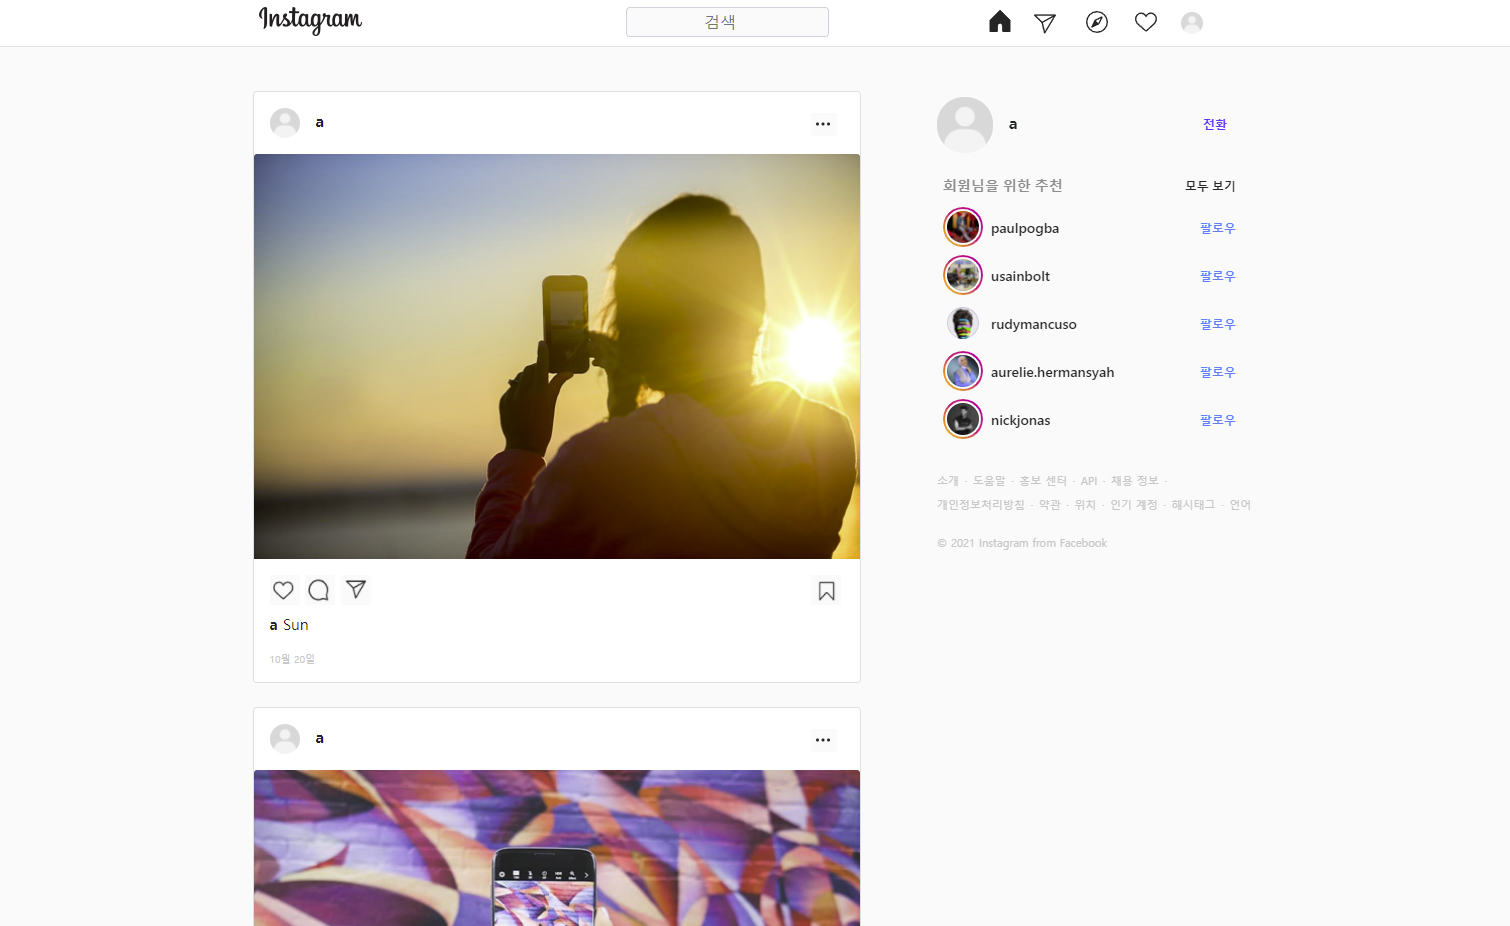 Instagram
검색
a
a Sun
10월 20일
a
a
전환
회원님을 위한 추천
모두 보기
paulpogba
팔로우
usainbolt
팔로우
rudymancuso
팔로우
aurelie.hermansyah
팔로우
nickjonas
팔로우
소개 · 도움말 · 홍보 센터 · API · 채용 정보 ·
개인정보처리방침 · 약관 · 위치 · 인기 계정 · 해시태그 · 언어
© 2021 Instagram from Facebook